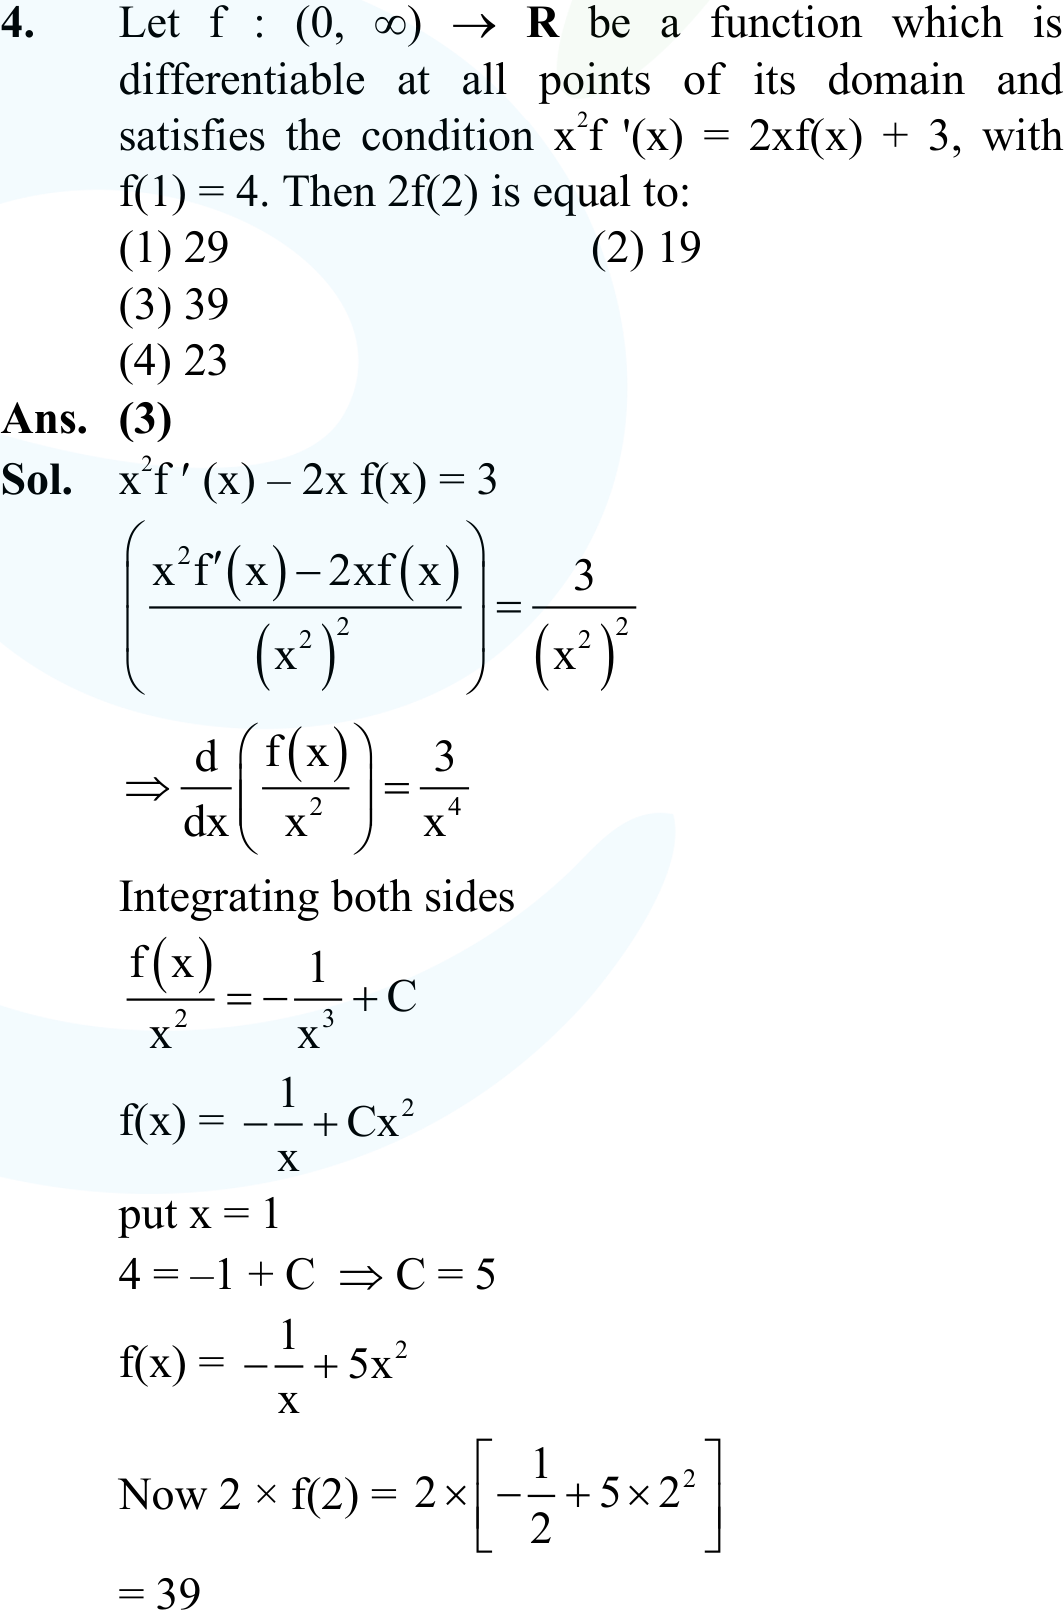 4. Let f : (0, ∞) → R be a function which is
differentiable at all points of its domain and
satisfies the condition x²f '(x) = 2xf(x) + 3, with
f(1) = 4. Then 2f(2) is equal to:
(1) 29 (2) 19
(3) 39
(4) 23
Ans. (3)
Sol. x²f ′ (x) – 2x f(x) = 3
((x²f′(x) – 2xf(x))/(x²)²) = 3/(x²)²
⇒ d/dx (f(x)/x²) = 3/x⁴
Integrating both sides
f(x)/x² = –1/x³ + C
f(x) = –1/x + Cx²
put x = 1
4 = –1 + C ⇒ C = 5
f(x) = –1/x + 5x²
Now 2 × f(2) = 2 × [–1/2 + 5 × 2²]
= 39